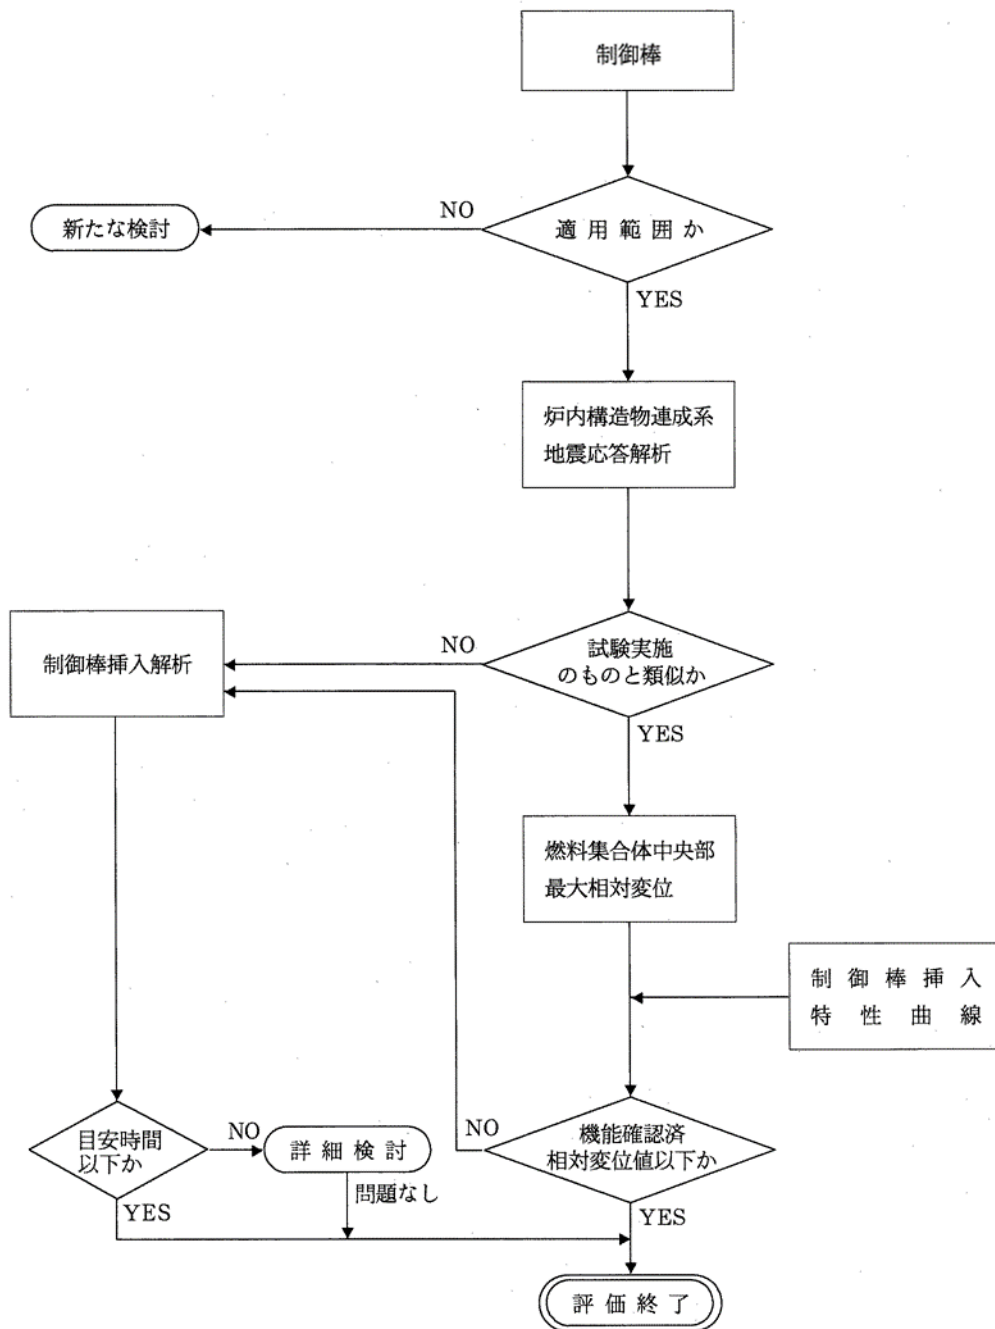 制御棒
適用範囲か
NO
新たな検討
YES
炉内構造物連成系
地震応答解析
試験実施
のものと類似か
NO
制御棒挿入解析
YES
燃料集合体中央部
最大相対変位
制御棒挿入
特性曲線
機能確認済
相対変位値以下か
NO
目安時間
以下か
NO
詳細検討
問題なし
YES
YES
評価終了